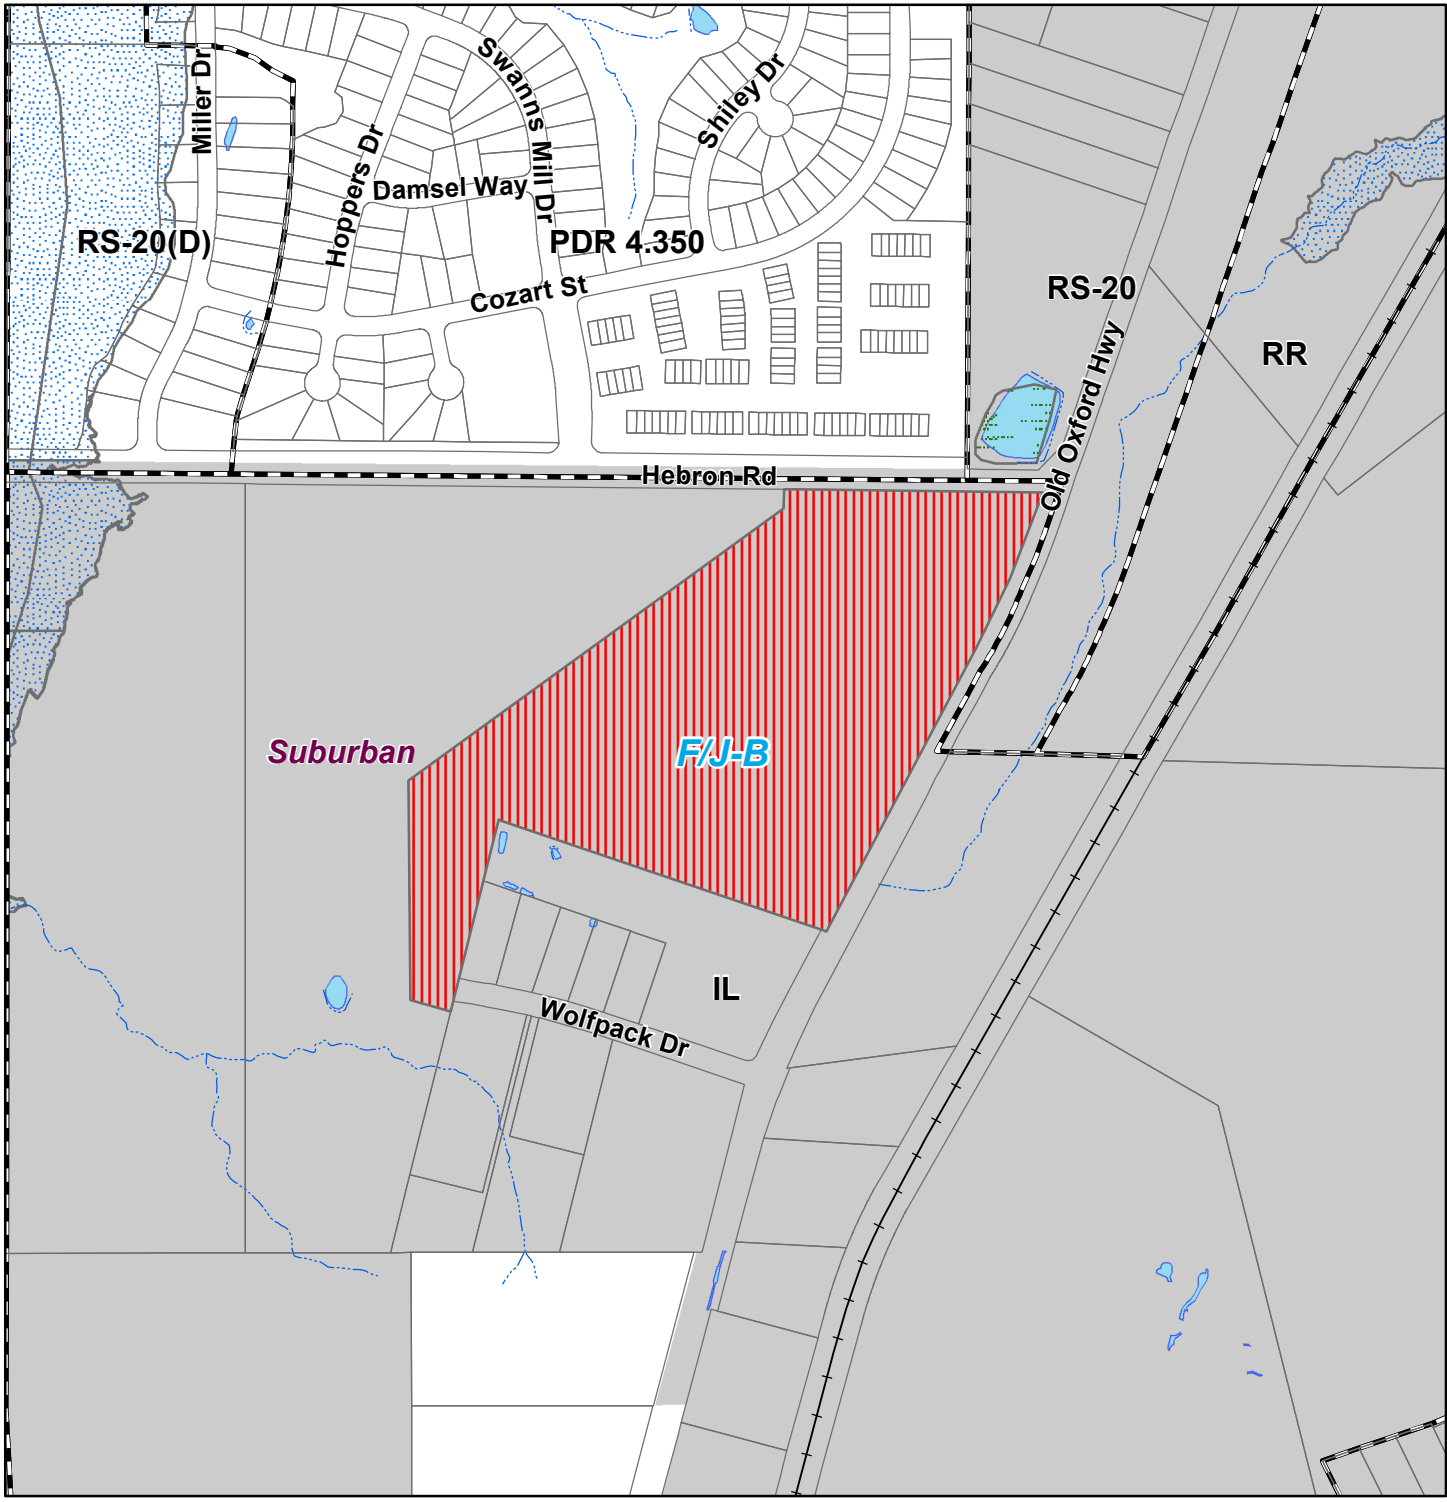 Swanns Mill Dr
Miller Dr
Shiley Dr
Hoppers Dr
Damsel Way
RS-20(D)
PDR 4.350
Cozart St
RS-20
RR
Old Oxford Hwy
Hebron Rd
Suburban
F/J-B
IL
Wolfpack Dr